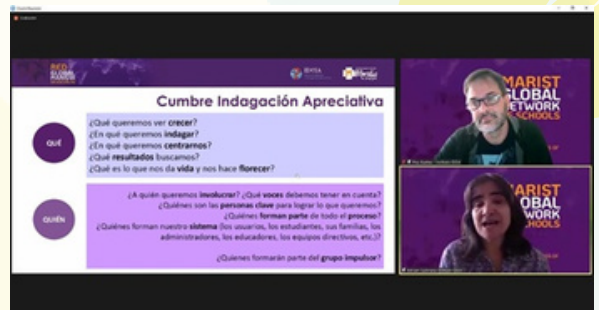 RED
GLOBAL
MARISTA
Cumbre Indagación Apreciativa
QUÉ
¿Qué queremos ver crecer?
¿En qué queremos indagar?
¿En qué queremos centrarnos?
¿Qué resultados buscamos?
¿Qué es lo que nos da vida y nos hace florecer?
QUIÉN
¿A quién queremos involucrar? ¿Qué voces debemos tener en cuenta?
¿Quiénes son las personas clave para lograr lo que queremos?
¿Quiénes forman parte de todo el proceso?
¿Quiénes forman nuestro sistema (los usuarios, los estudiantes, sus familias, los
administradores, los educadores, los equipos directivos, etc.)?
¿Quienes formarán parte del grupo impulsor?
MARIST
GLOBAL
NETWORK
SCHOOLS
MARIST
GLOBAL
NETWORK
SCHOOLS